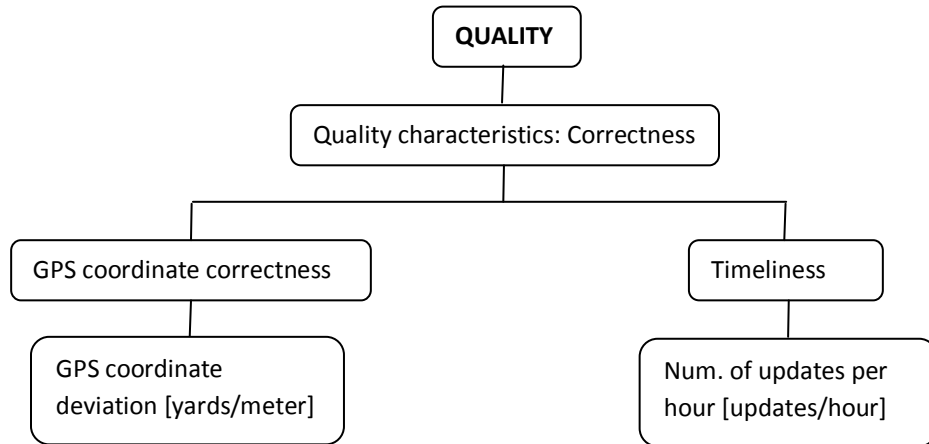 QUALITY
Quality characteristics: Correctness
GPS coordinate correctness
Timeliness
GPS coordinate
deviation [yards/meter]
Num. of updates per
hour [updates/hour]